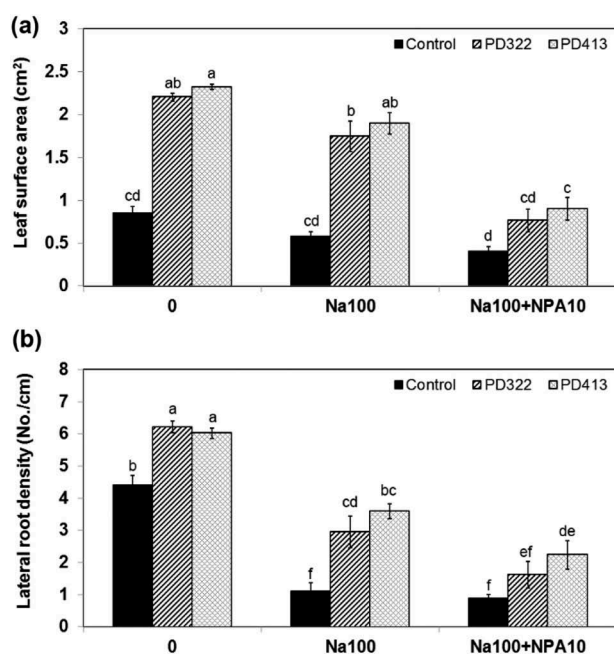 (a)
Leaf surface area (cm²)
3
2.5
2
1.5
1
0.5
0
Control PD322 PD413
cd ab a
cd b ab
d cd c
0 Na100 Na100+NPA10
(b)
Lateral root density (No./cm)
8
7
6
5
4
3
2
1
0
Control PD322 PD413
b a a
f cd bc
f ef de
0 Na100 Na100+NPA10